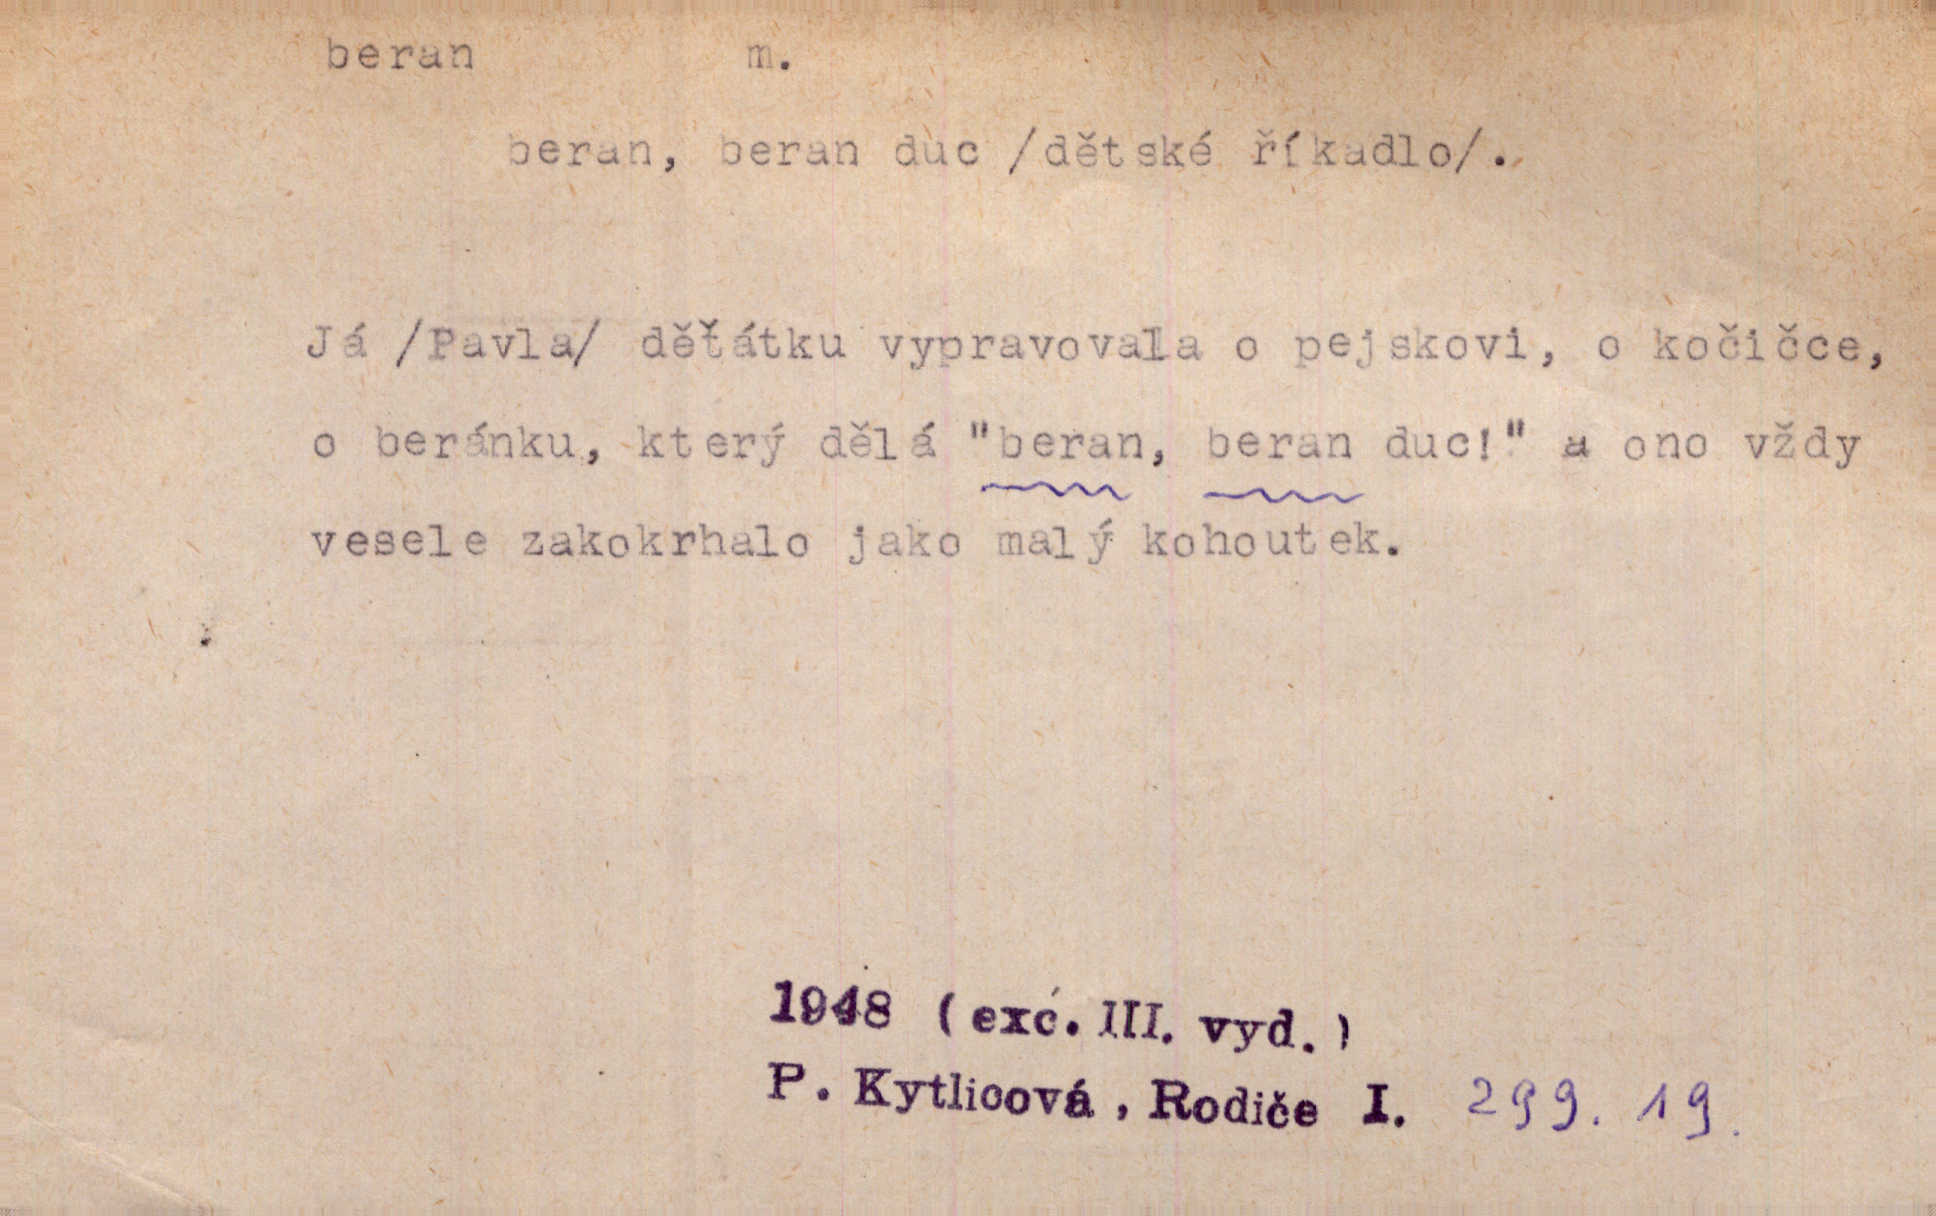 beran m.
beran, beran duc /dětské říkadlo/.
Já /Pavla/ děťátku vypravovala o pejskovi, o kočičce,
o beránku, který dělá "beran, beran duc!" a ono vždy
vesele zakokrhalo jako malý kohoutek.
1948 (exc. III. vyd.)
P. Kytlicová, Rodiče I. 299. 19.